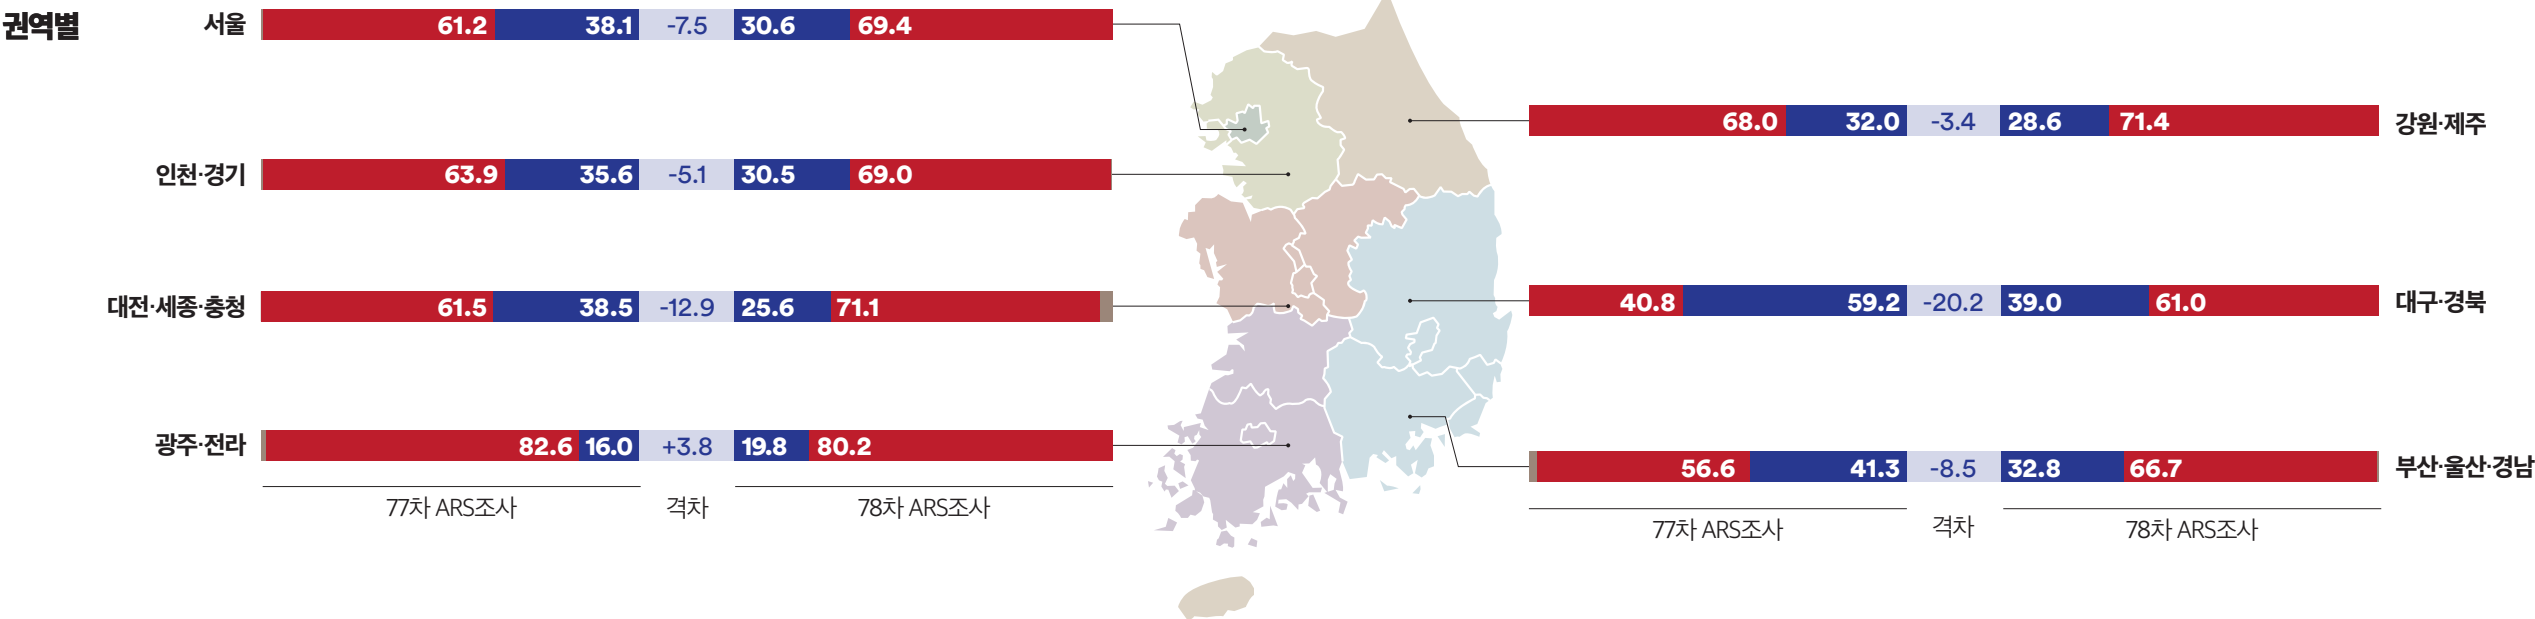 권역별
서울 61.2 38.1 -7.5 30.6 69.4
인천·경기 63.9 35.6 -5.1 30.5 69.0
대전·세종·충청 61.5 38.5 -12.9 25.6 71.1
광주·전라 82.6 16.0 +3.8 19.8 80.2
77차 ARS조사 격차 78차 ARS조사
68.0 32.0 -3.4 28.6 71.4 강원·제주
40.8 59.2 -20.2 39.0 61.0 대구·경북
56.6 41.3 -8.5 32.8 66.7 부산·울산·경남
77차 ARS조사 격차 78차 ARS조사